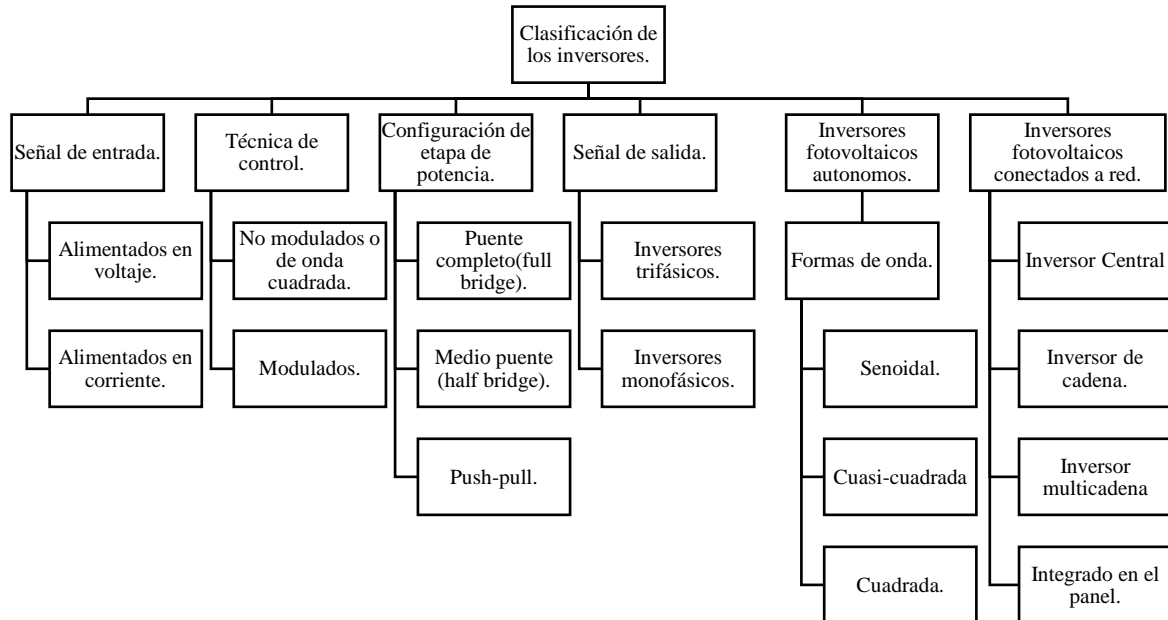 Clasificación de
los inversores.
Señal de entrada.
Alimentados en
voltaje.
Alimentados en
corriente.
Técnica de
control.
No modulados o
de onda
cuadrada.
Modulados.
Configuración de
etapa de
potencia.
Puente
completo(full
bridge).
Medio puente
(half bridge).
Push-pull.
Señal de salida.
Inversores
trifásicos.
Inversores
monofásicos.
Inversores
fotovoltaicos
autonomos.
Formas de onda.
Senoidal.
Cuasi-cuadrada
Cuadrada.
Inversores
fotovoltaicos
conectados a red.
Inversor Central
Inversor de
cadena.
Inversor
multicadena
Integrado en el
panel.